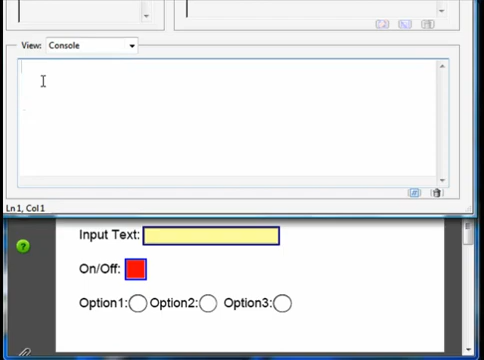 View: Console
Ln 1, Col 1
?
Input Text:
On/Off:
Option1: Option2: Option3: